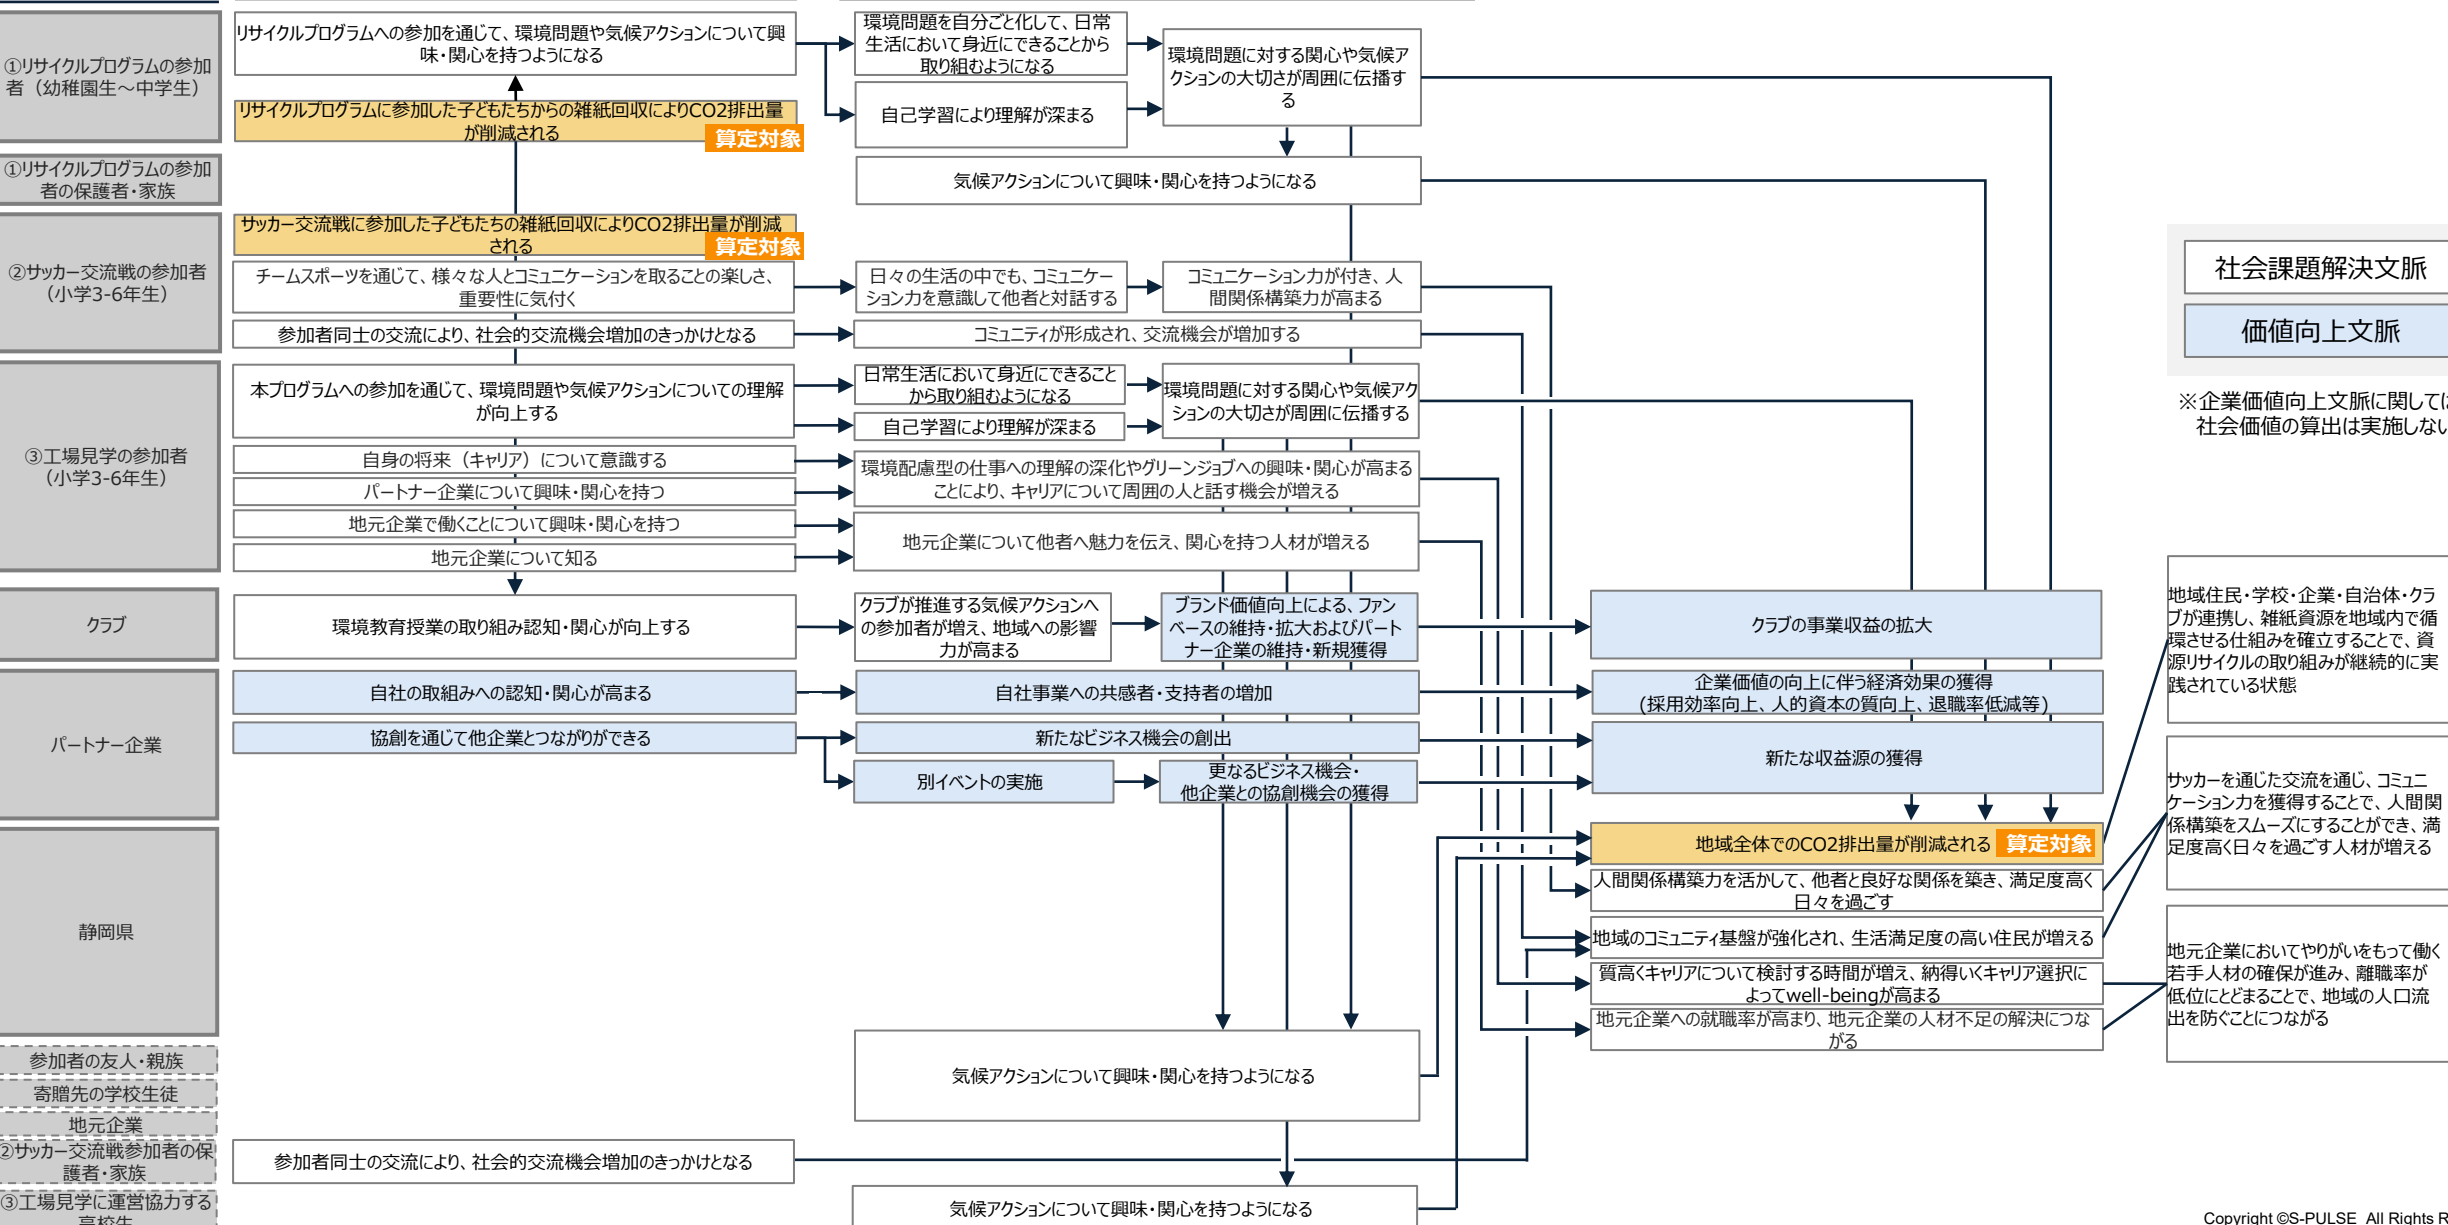 ①リサイクルプログラムの参加
者（幼稚園生～中学生）
リサイクルプログラムへの参加を通じて、環境問題や気候アクションについて興
味・関心を持つようになる
環境問題を自分ごと化して、日常
生活において身近にできることから
取り組むようになる
環境問題に対する関心や気候ア
クションの大切さが周囲に伝播す
る
リサイクルプログラムに参加した子どもたちからの雑紙回収によりCO2排出量
が削減される
算定対象
自己学習により理解が深まる
①リサイクルプログラムの参加
者の保護者・家族
気候アクションについて興味・関心を持つようになる
②サッカー交流戦の参加者
（小学3-6年生）
サッカー交流戦に参加した子どもたちの雑紙回収によりCO2排出量が削減
される
算定対象
チームスポーツを通じて、様々な人とコミュニケーションを取ることの楽しさ、
重要性に気付く
日々の生活の中でも、コミュニケー
ション力を意識して他者と対話する
コミュニケーション力が付き、人
間関係構築力が高まる
参加者同士の交流により、社会的交流機会増加のきっかけとなる
コミュニティが形成され、交流機会が増加する
社会課題解決文脈
価値向上文脈
※企業価値向上文脈に関しては
社会価値の算出は実施しない
③工場見学の参加者
（小学3-6年生）
本プログラムへの参加を通じて、環境問題や気候アクションについての理解
が向上する
日常生活において身近にできること
から取り組むようになる
自己学習により理解が深まる
環境問題に対する関心や気候アク
ションの大切さが周囲に伝播する
自身の将来（キャリア）について意識する
パートナー企業について興味・関心を持つ
環境配慮型の仕事への理解の深化やグリーンジョブへの興味・関心が高まる
ことにより、キャリアについて周囲の人と話す機会が増える
地元企業で働くことについて興味・関心を持つ
地元企業について知る
地元企業について他者へ魅力を伝え、関心を持つ人材が増える
クラブ
環境教育授業の取り組み認知・関心が向上する
クラブが推進する気候アクションへ
の参加者が増え、地域への影響
力が高まる
ブランド価値向上による、ファン
ベースの維持・拡大およびパート
ナー企業の維持・新規獲得
クラブの事業収益の拡大
パートナー企業
自社の取組みへの認知・関心が高まる
自社事業への共感者・支持者の増加
企業価値の向上に伴う経済効果の獲得
(採用効率向上、人的資本の質向上、退職率低減等)
協創を通じて他企業とつながりができる
新たなビジネス機会の創出
新たな収益源の獲得
別イベントの実施
更なるビジネス機会・
他企業との協創機会の獲得
静岡県
地域全体でのCO2排出量が削減される
算定対象
人間関係構築力を活かして、他者と良好な関係を築き、満足度高く
日々を過ごす
地域のコミュニティ基盤が強化され、生活満足度の高い住民が増える
質高くキャリアについて検討する時間が増え、納得いくキャリア選択に
よってwell-beingが高まる
地元企業への就職率が高まり、地元企業の人材不足の解決につな
がる
地域住民・学校・企業・自治体・クラ
ブが連携し、雑紙資源を地域内で循
環させる仕組みを確立することで、資
源リサイクルの取り組みが継続的に実
践されている状態
サッカーを通じた交流を通じ、コミュニ
ケーション力を獲得することで、人間関
係構築をスムーズにすることができ、満
足度高く日々を過ごす人材が増える
地元企業においてやりがいをもって働く
若手人材の確保が進み、離職率が
低位にとどまることで、地域の人口流
出を防ぐことにつながる
参加者の友人・親族
寄贈先の学校生徒
地元企業
気候アクションについて興味・関心を持つようになる
②サッカー交流戦参加者の保
護者・家族
参加者同士の交流により、社会的交流機会増加のきっかけとなる
③工場見学に運営協力する
高校生
気候アクションについて興味・関心を持つようになる
Copyright ©S-PULSE All Rights R